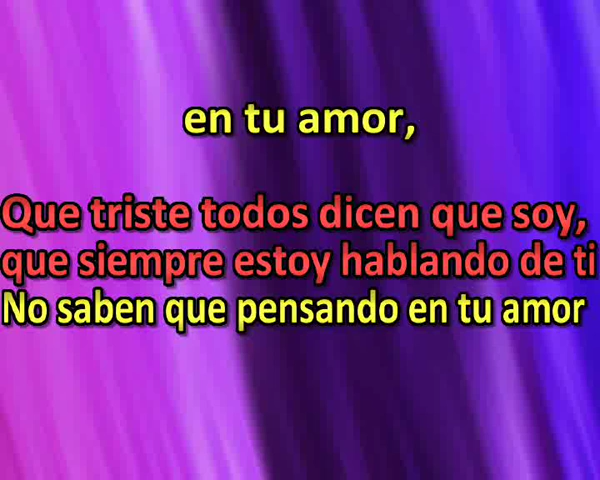 en tu amor,
Que triste todos dicen que soy,
que siempre estoy hablando de ti
No saben que pensando en tu amor